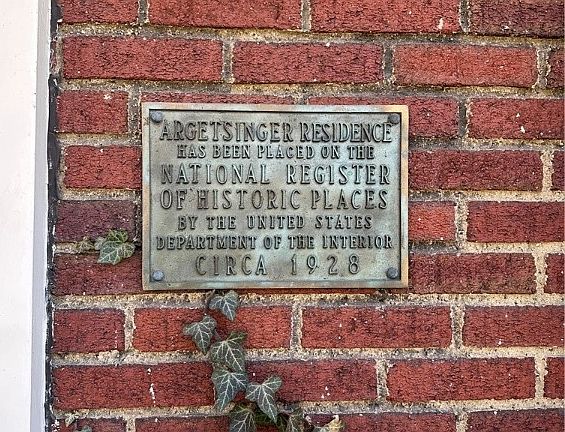 ARGETSINGER RESIDENCE
HAS BEEN PLACED ON THE
NATIONAL REGISTER
OF HISTORIC PLACES
BY THE UNITED STATES
DEPARTMENT OF THE INTERIOR
CIRCA 1928